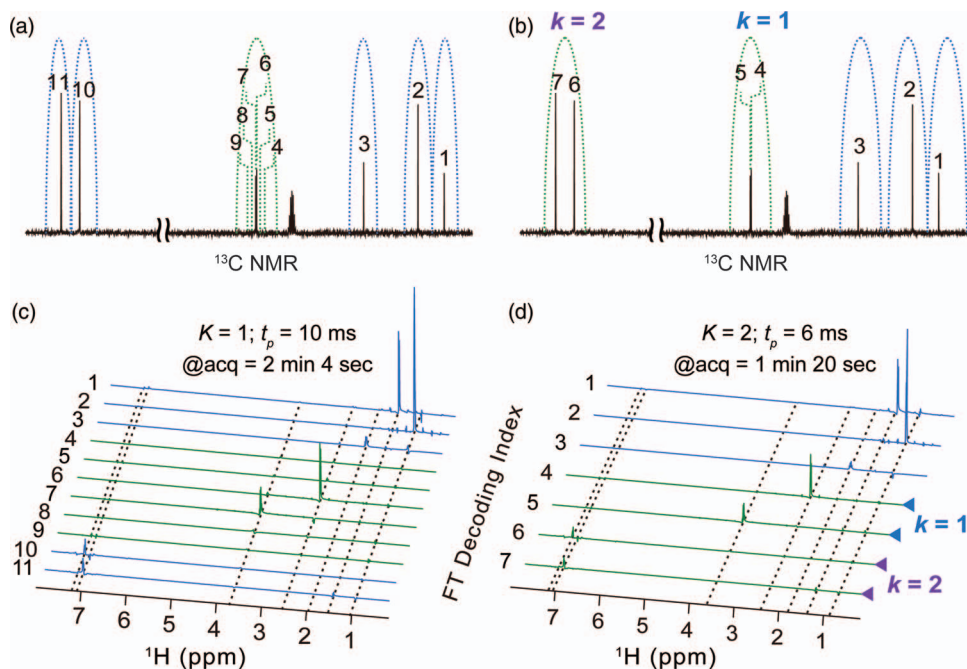 (a)
6
7
11
10
8
5
2
9
4
3
1
¹³C NMR
(b)
k = 2
k = 1
5
4
7
6
2
3
1
¹³C NMR
(c)
K = 1; tₚ = 10 ms
@acq = 2 min 4 sec
1
2
3
4
5
6
7
8
9
10
11
7
6
5
4
3
2
1
¹H (ppm)
(d)
K = 2; tₚ = 6 ms
@acq = 1 min 20 sec
FT Decoding Index
1
2
3
4
5
6
7
k = 1
k = 2
7
6
5
4
3
2
1
¹H (ppm)